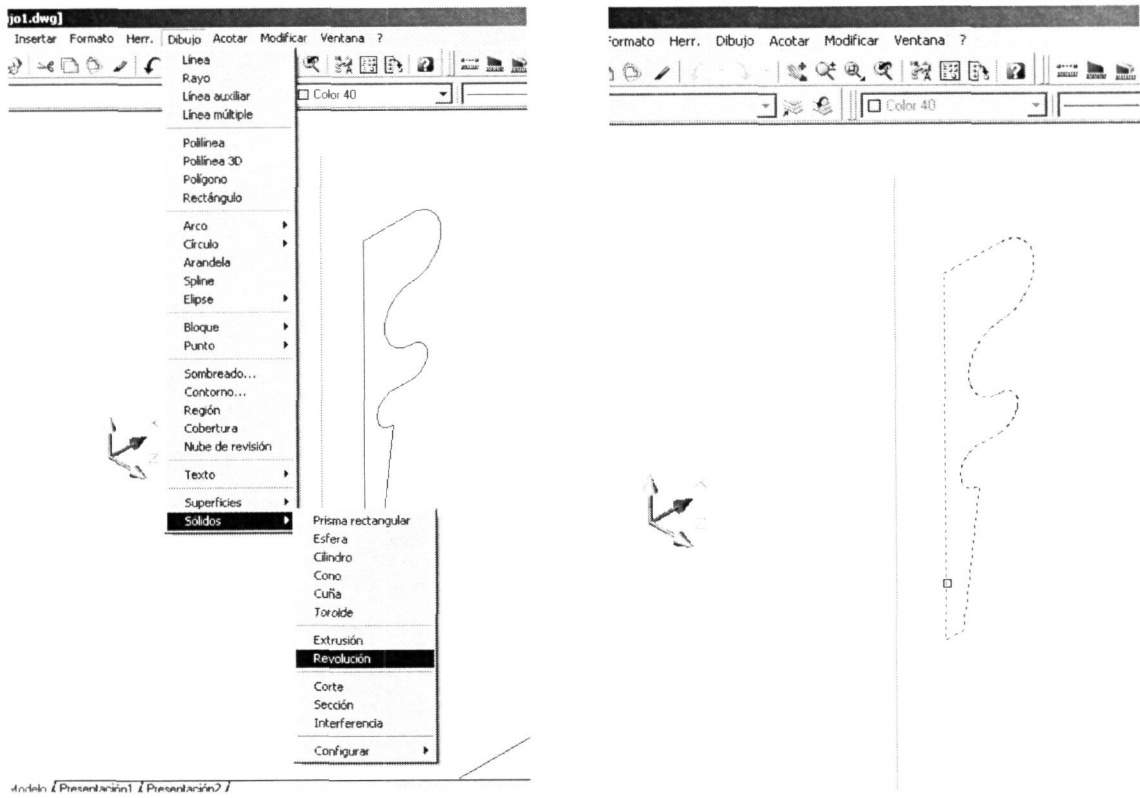 jo1.dwg]
Insertar Formato Herr. Dibujo Acotar Modificar Ventana ?
Color 40
Línea
Rayo
Línea auxiliar
Línea múltiple
Polilínea
Polilínea 3D
Polígono
Rectángulo
Arco
Círculo
Arandela
Spline
Elipse
Bloque
Punto
Sombreado...
Contorno...
Región
Cobertura
Nube de revisión
Texto
Superficies
Sólidos
Prisma rectangular
Esfera
Cilindro
Cono
Cuña
Toroide
Extrusión
Revolución
Corte
Sección
Interferencia
Configurar
Modelo Presentación1 Presentación2
Formato Herr. Dibujo Acotar Modificar Ventana ?
Color 40